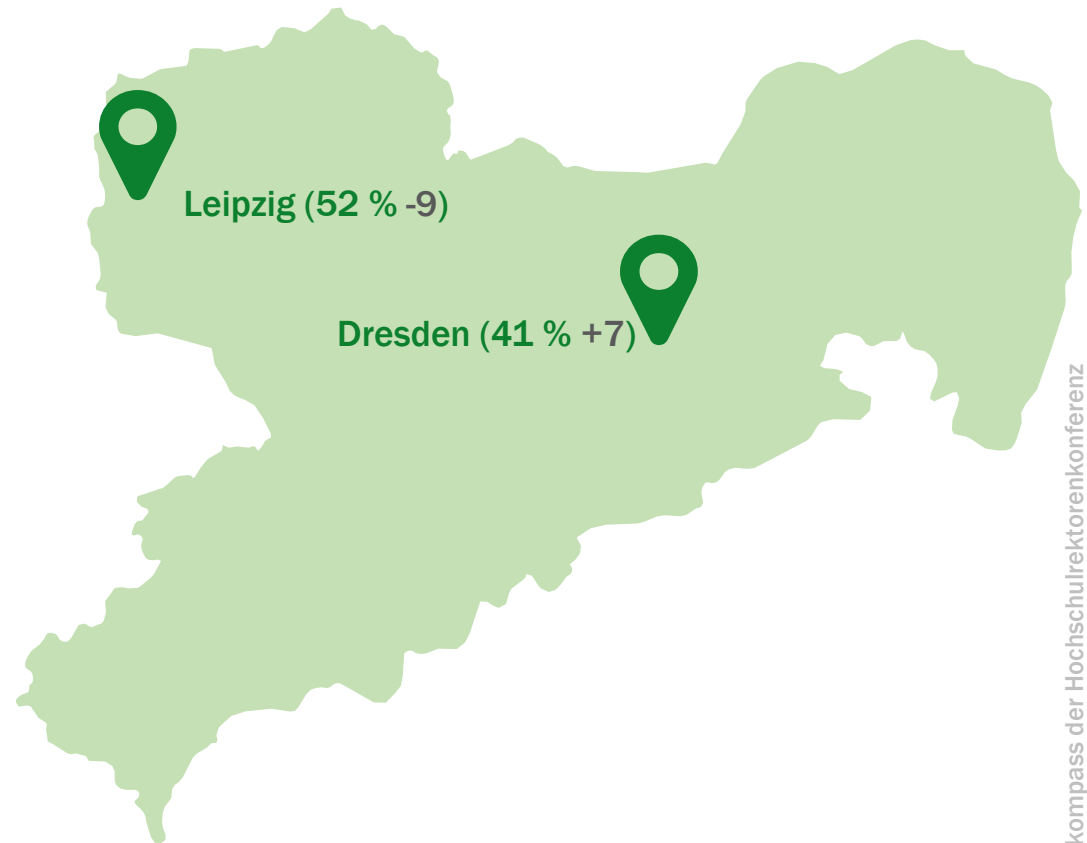 Leipzig (52 % -9)
Dresden (41 % +7)
kompass der Hochschulrektorenkonferenz